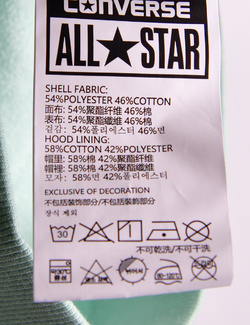 CONVERSE
ALL★STAR
SHELL FABRIC:
54%POLYESTER 46%COTTON
面布: 54%聚酯纤维 46%棉
表布: 54%聚酯纖維 46%棉
겉감: 54%폴리에스터 46%면
HOOD LINING:
58%COTTON 42%POLYESTER
帽里: 58%棉 42%聚酯纤维
帽裡: 58%棉 42%聚酯纖維
모자: 58%면 42%폴리에스터
EXCLUSIVE OF DECORATION
不包括装饰部分/不包括裝飾部分/
장식 제외
30
不可乾洗/不可干洗